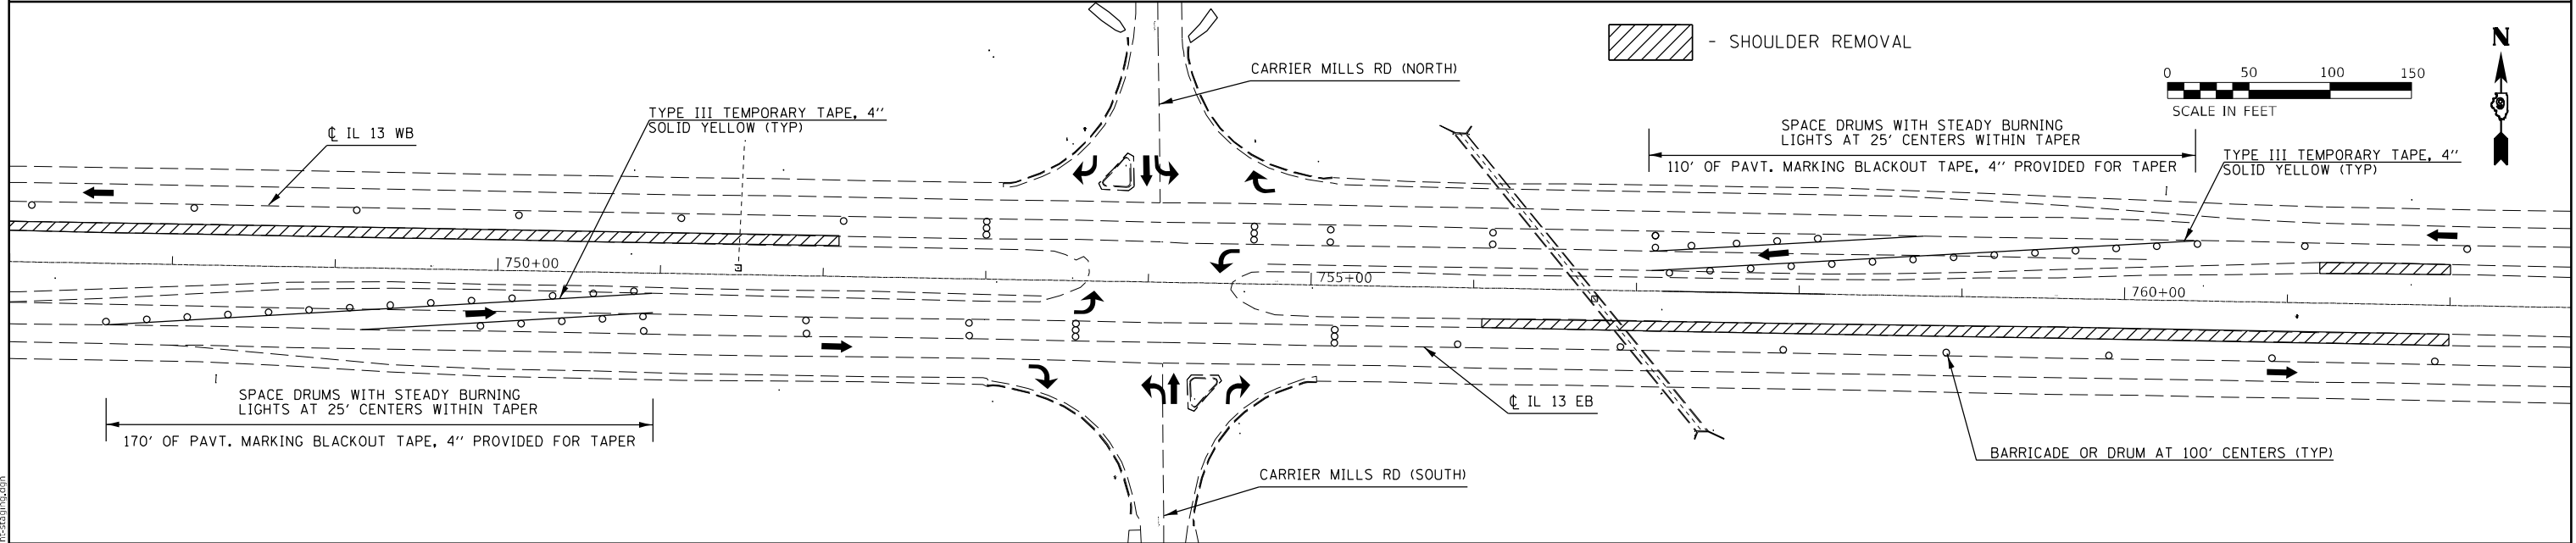 - SHOULDER REMOVAL
N
CARRIER MILLS RD (NORTH)
0 50 100 150
SCALE IN FEET
TYPE III TEMPORARY TAPE, 4"
SOLID YELLOW (TYP)
℄ IL 13 WB
SPACE DRUMS WITH STEADY BURNING
LIGHTS AT 25' CENTERS WITHIN TAPER
110' OF PAVT. MARKING BLACKOUT TAPE, 4" PROVIDED FOR TAPER
TYPE III TEMPORARY TAPE, 4"
SOLID YELLOW (TYP)
750+00
755+00
760+00
SPACE DRUMS WITH STEADY BURNING
LIGHTS AT 25' CENTERS WITHIN TAPER
170' OF PAVT. MARKING BLACKOUT TAPE, 4" PROVIDED FOR TAPER
℄ IL 13 EB
BARRICADE OR DRUM AT 100' CENTERS (TYP)
CARRIER MILLS RD (SOUTH)